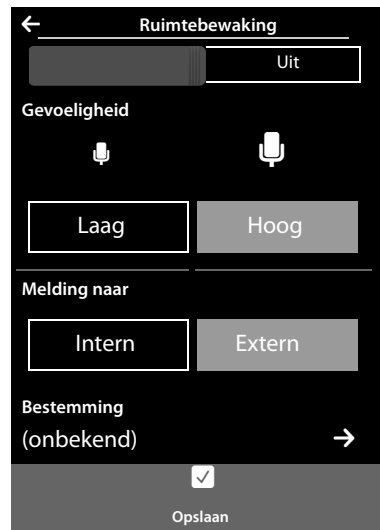 Ruimtebewaking
Uit
Gevoeligheid
Laag Hoog
Melding naar
Intern Extern
Bestemming
(onbekend)
Opslaan